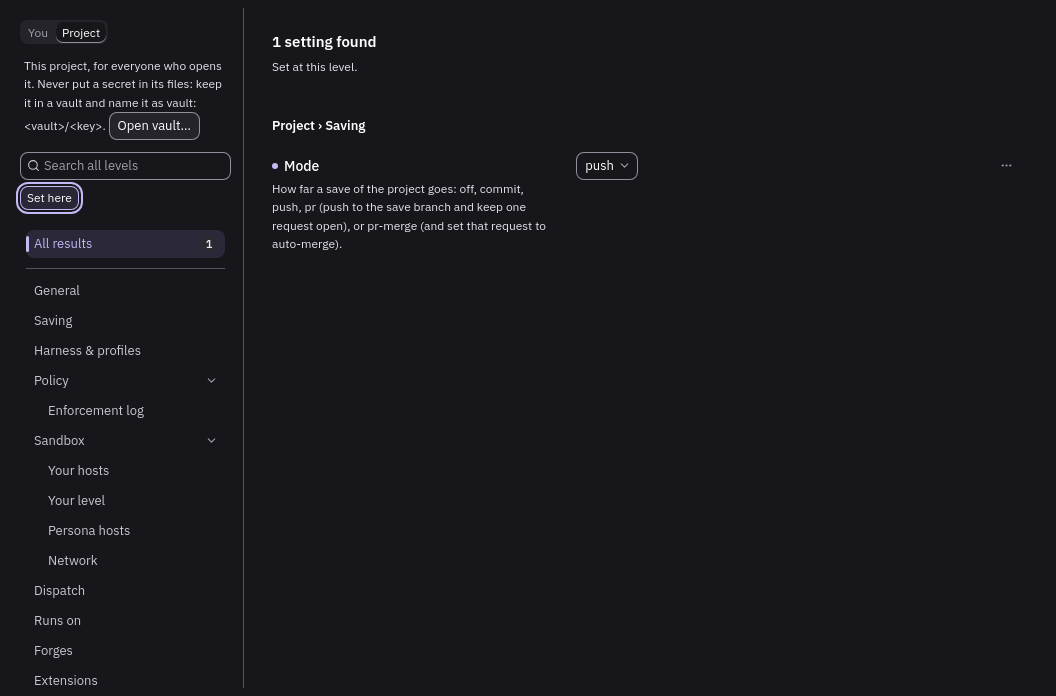 You
Project
This project, for everyone who opens
it. Never put a secret in its files: keep
it in a vault and name it as vault:
<vault>/<key>. Open vault...
Search all levels
Set here
All results 1
General
Saving
Harness & profiles
Policy
Enforcement log
Sandbox
Your hosts
Your level
Persona hosts
Network
Dispatch
Runs on
Forges
Extensions
1 setting found
Set at this level.
Project › Saving
Mode
push
How far a save of the project goes: off, commit,
push, pr (push to the save branch and keep one
request open), or pr-merge (and set that request to
auto-merge).